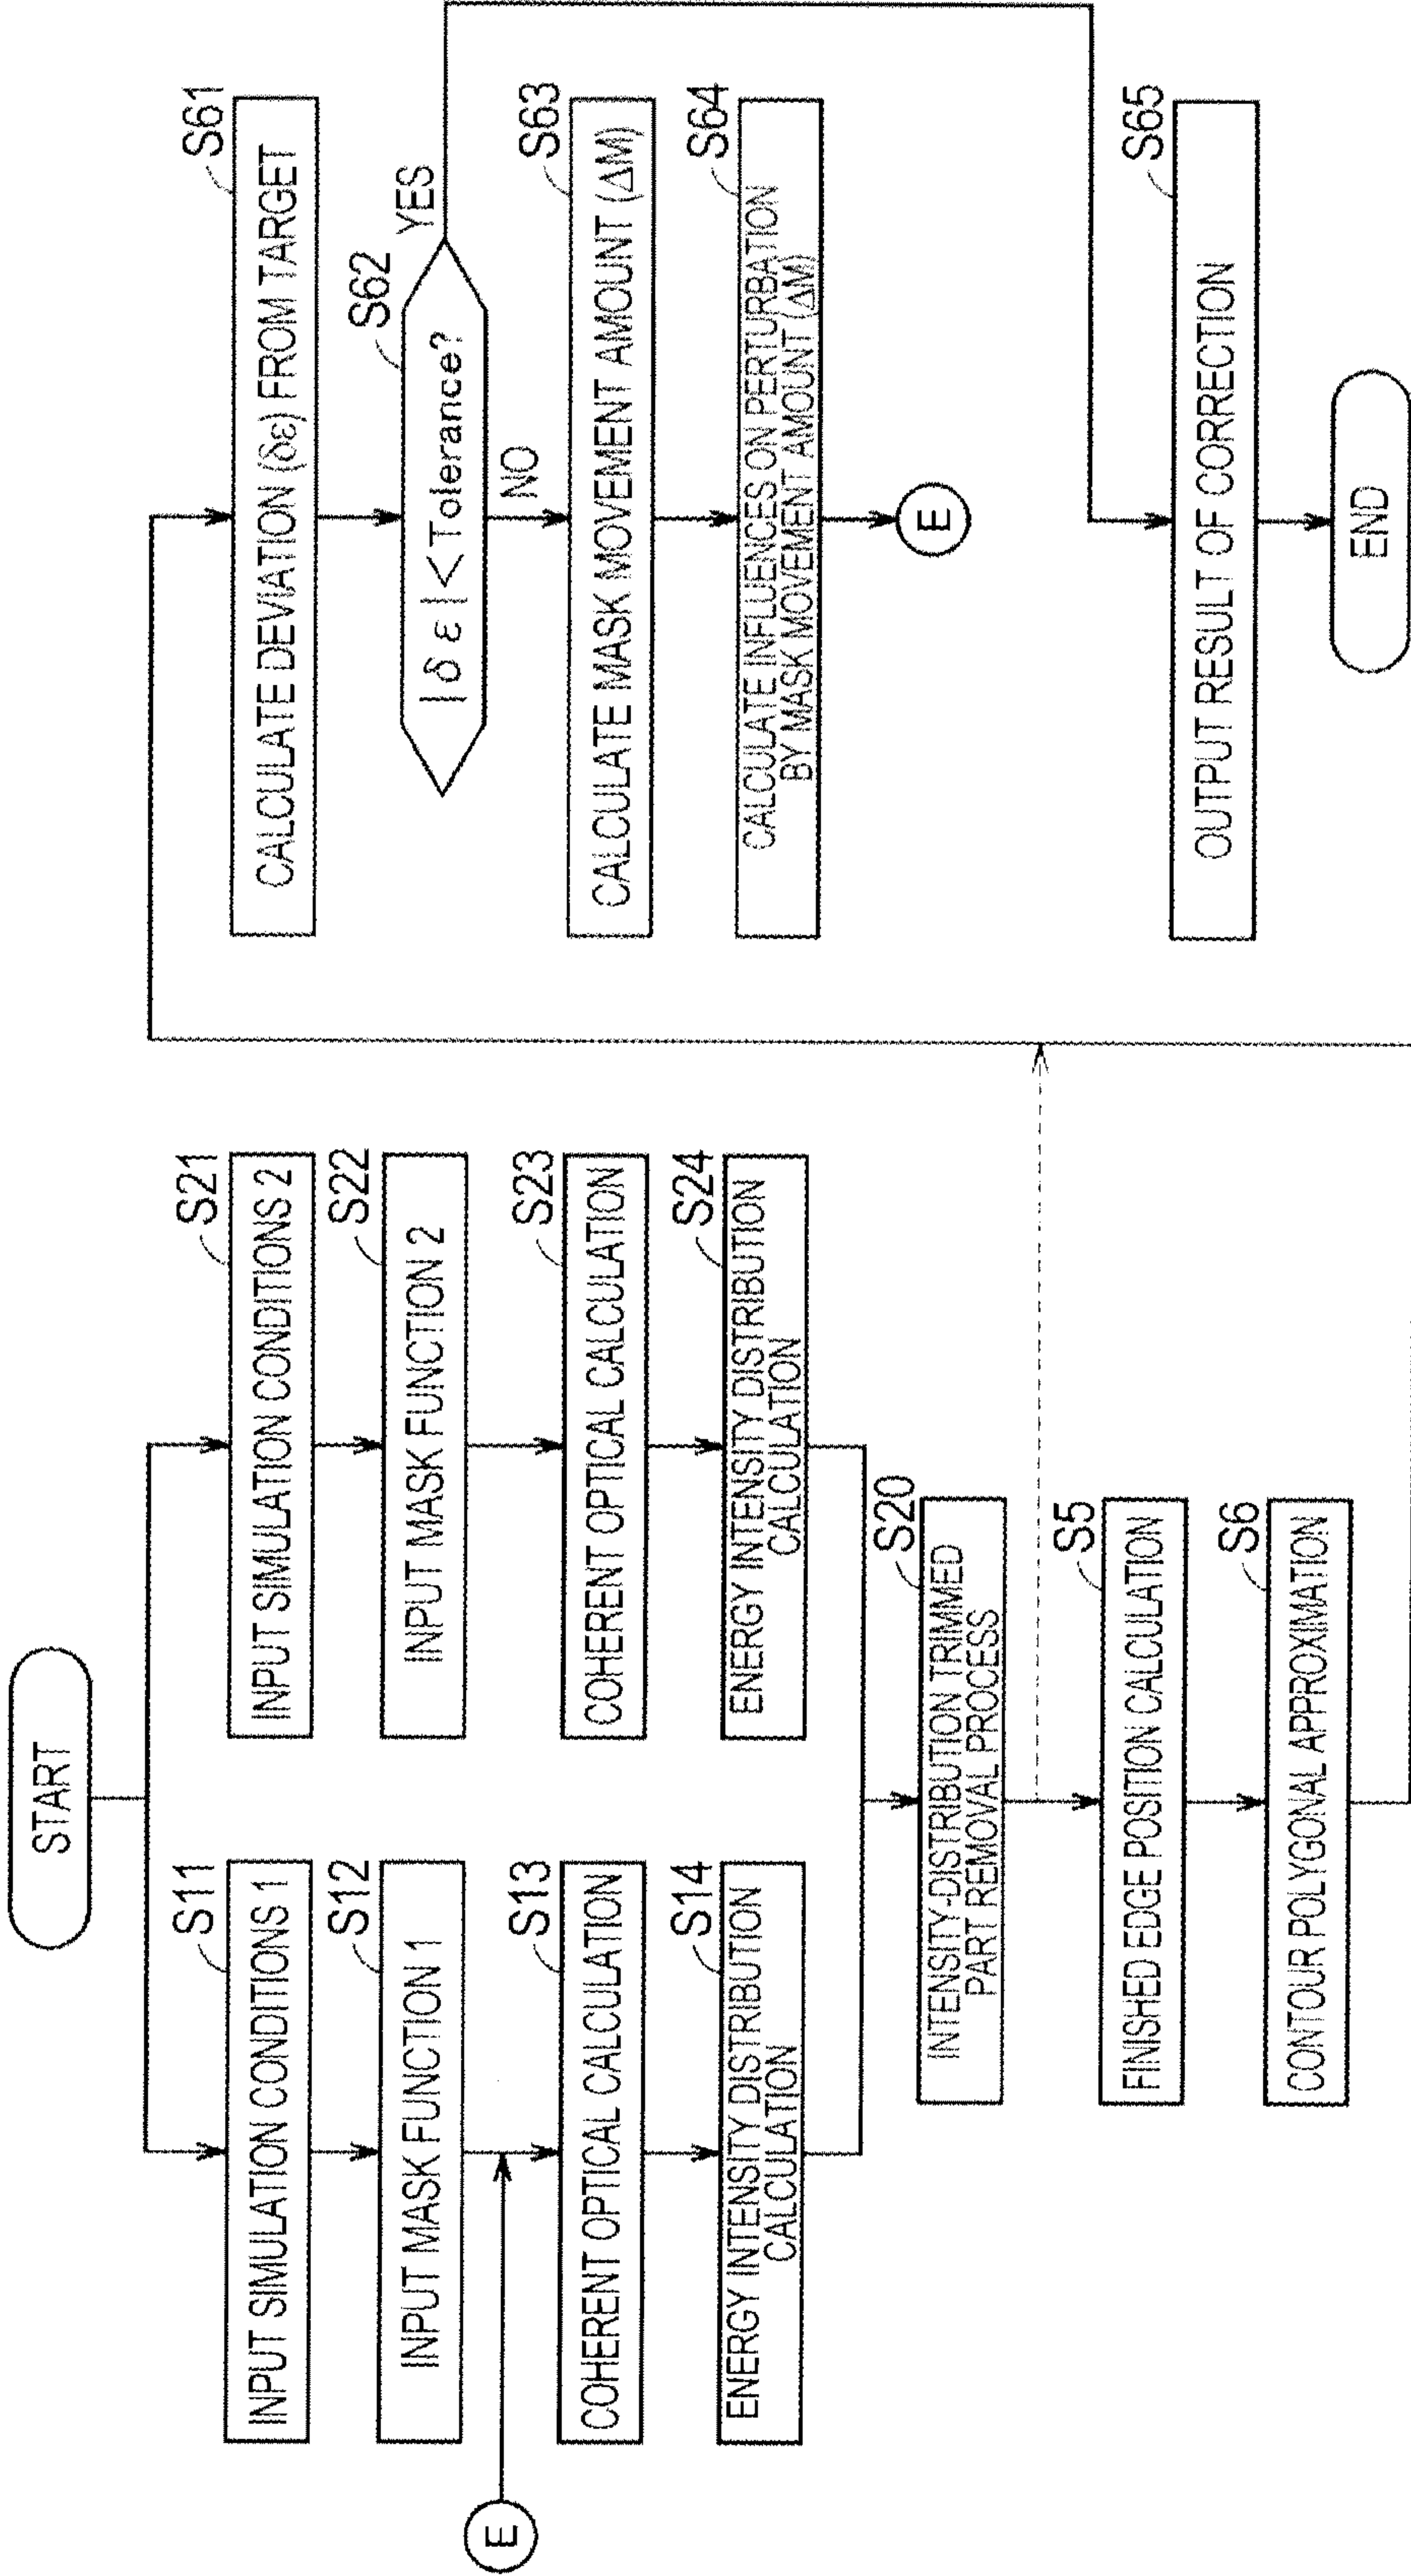 START
S11
INPUT SIMULATION CONDITIONS 1
S12
INPUT MASK FUNCTION 1
E
S13
COHERENT OPTICAL CALCULATION
S14
ENERGY INTENSITY DISTRIBUTION
CALCULATION
S21
INPUT SIMULATION CONDITIONS 2
S22
INPUT MASK FUNCTION 2
S23
COHERENT OPTICAL CALCULATION
S24
ENERGY INTENSITY DISTRIBUTION
CALCULATION
S20
INTENSITY-DISTRIBUTION TRIMMED
PART REMOVAL PROCESS
S5
FINISHED EDGE POSITION CALCULATION
S6
CONTOUR POLYGONAL APPROXIMATION
S61
CALCULATE DEVIATION (δε) FROM TARGET
S62
|δ ε|<Tolerance?
YES
NO
S63
CALCULATE MASK MOVEMENT AMOUNT (ΔM)
S64
CALCULATE INFLUENCES ON PERTURBATION
BY MASK MOVEMENT AMOUNT (ΔM)
E
S65
OUTPUT RESULT OF CORRECTION
END